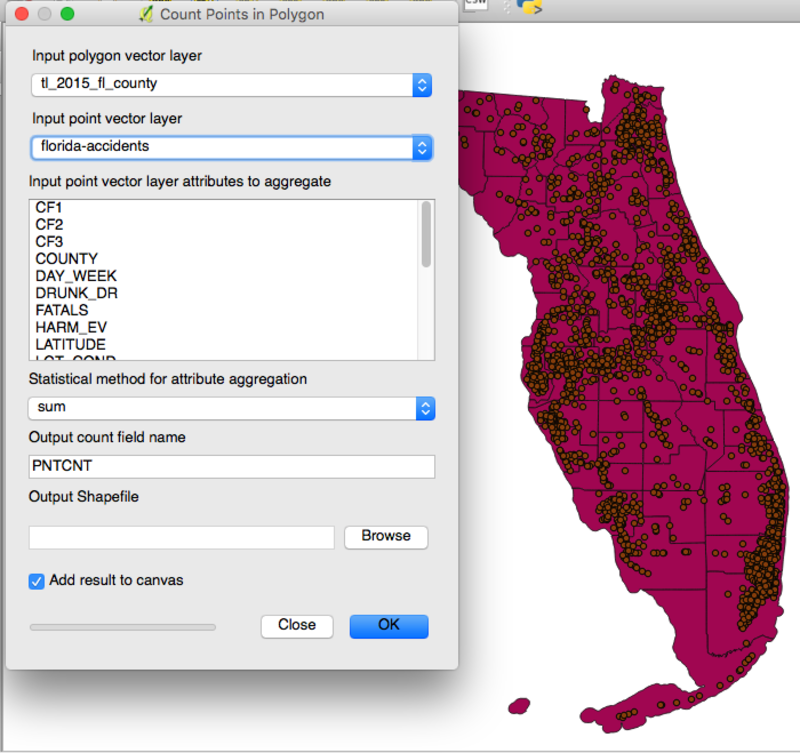 Count Points in Polygon
CSW
Input polygon vector layer
tl_2015_fl_county
Input point vector layer
florida-accidents
Input point vector layer attributes to aggregate
CF1
CF2
CF3
COUNTY
DAY_WEEK
DRUNK_DR
FATALS
HARM_EV
LATITUDE
LGT_COND
Statistical method for attribute aggregation
sum
Output count field name
PNTCNT
Output Shapefile
Browse
Add result to canvas
Close
OK